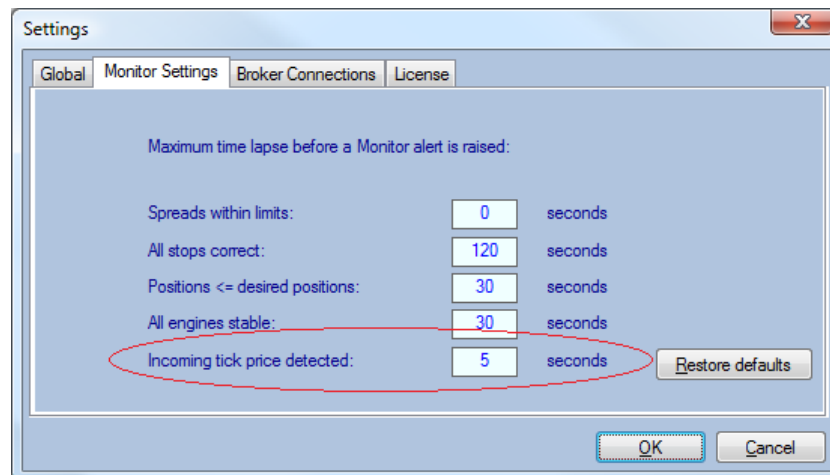 Settings
Global Monitor Settings Broker Connections License
Maximum time lapse before a Monitor alert is raised:
Spreads within limits: 0 seconds
All stops correct: 120 seconds
Positions <= desired positions: 30 seconds
All engines stable: 30 seconds
Incoming tick price detected: 5 seconds
Restore defaults
OK Cancel